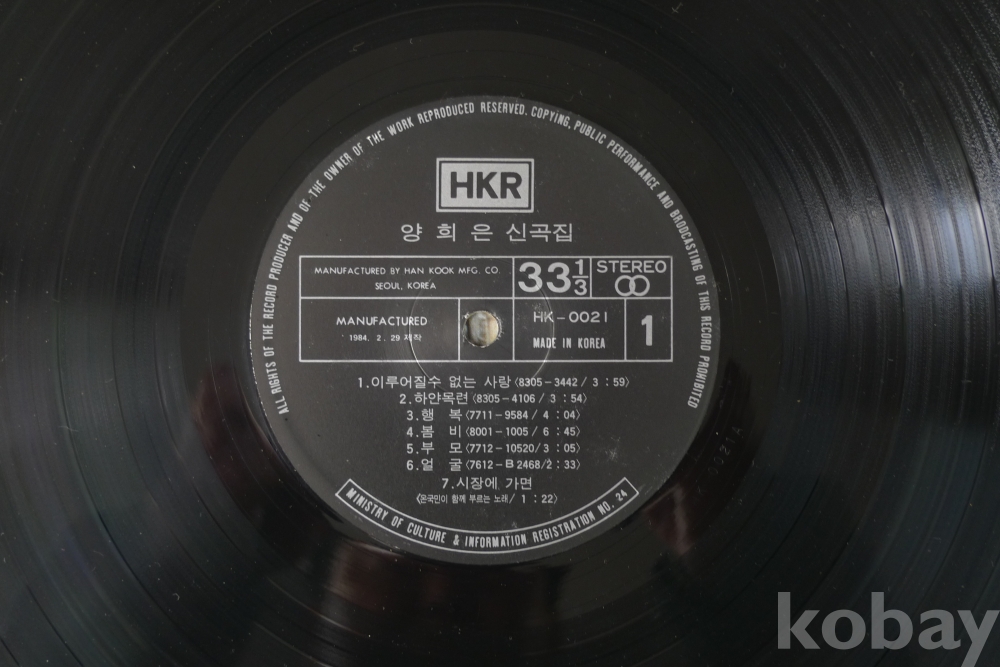 ALL RIGHTS OF THE RECORD PRODUCER AND OF THE OWNER OF THE WORK REPRODUCED RESERVED. COPYING, PUBLIC PERFORMANCE AND BROADCASTING OF THIS RECORD PROHIBITED
HKR
양 희 은 신곡집
MANUFACTURED BY HAN KOOK MFG. CO.
SEOUL, KOREA
33 1/3
STEREO
MANUFACTURED
1984. 2. 29 제작
HK-0021
MADE IN KOREA
1
1.이루어질수 없는 사랑〈8305-3442/3:59〉
2.하얀목련〈8305-4106/3:54〉
3.행 복〈7711-9584/4:04〉
4.봄 비〈8001-1005/6:45〉
5.부 모〈7712-10520/3:05〉
6.얼 굴〈7612-B2468/2:33〉
7.시장에 가면
〈온국민이 함께 부르는 노래/1:22〉
MINISTRY OF CULTURE & INFORMATION REGISTRATION NO. 24
0021A
kobay